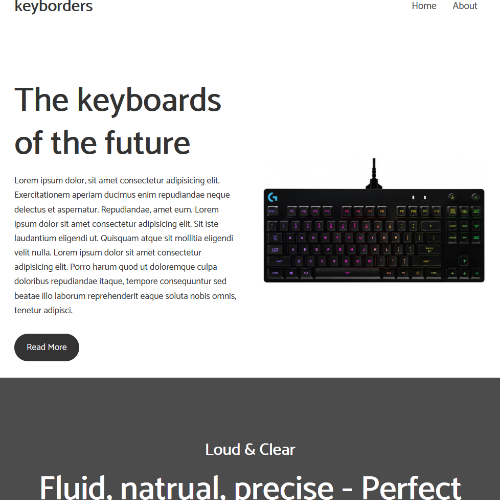 keyborders
Home About
The keyboards
of the future
Lorem ipsum dolor, sit amet consectetur adipisicing elit.
Exercitationem aperiam ducimus enim repudiandae neque
delectus et aspernatur. Repudiandae, amet eum. Lorem
ipsum dolor sit amet consectetur adipisicing elit. Sit iste
laudantium eligendi ut. Quisquam atque sit mollitia eligendi
velit nulla. Lorem ipsum dolor sit amet consectetur
adipisicing elit. Porro harum quod ut doloremque culpa
doloribus repudiandae itaque, tempore consequuntur sed
beatae illo laborum reprehenderit eaque soluta nobis omnis,
tenetur adipisci.
Read More
Loud & Clear
Fluid, natrual, precise - Perfect